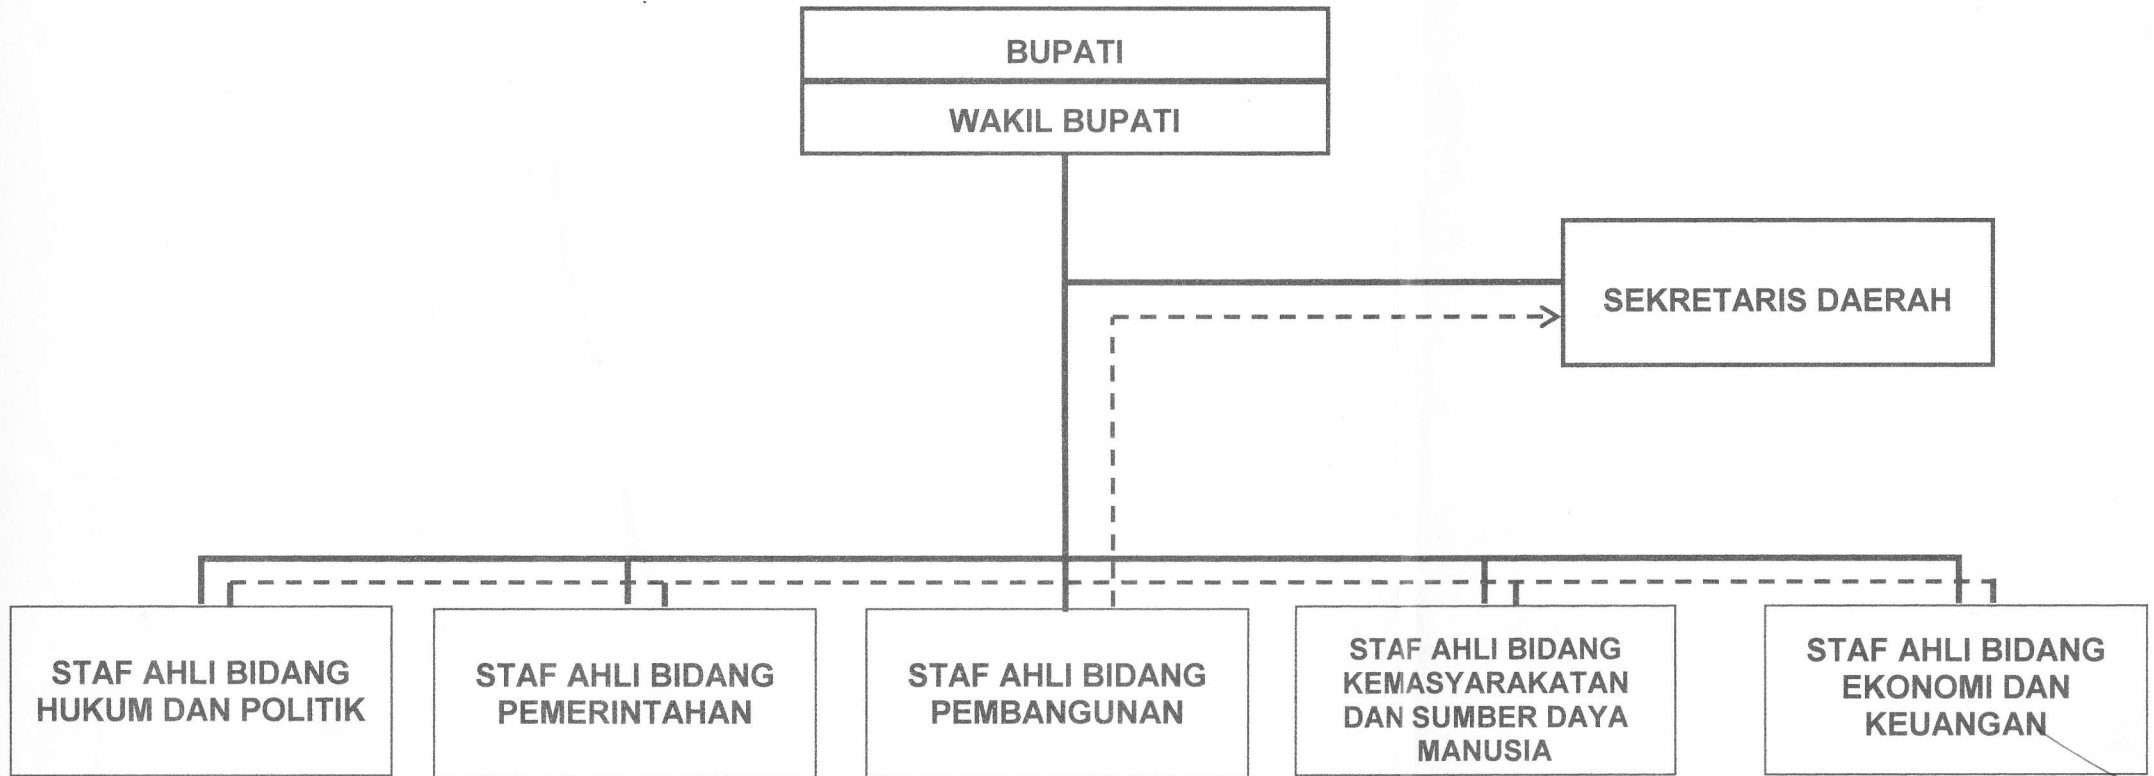 BUPATI
WAKIL BUPATI
SEKRETARIS DAERAH
STAF AHLI BIDANG
HUKUM DAN POLITIK
STAF AHLI BIDANG
PEMERINTAHAN
STAF AHLI BIDANG
PEMBANGUNAN
STAF AHLI BIDANG
KEMASYARAKATAN
DAN SUMBER DAYA
MANUSIA
STAF AHLI BIDANG
EKONOMI DAN
KEUANGAN